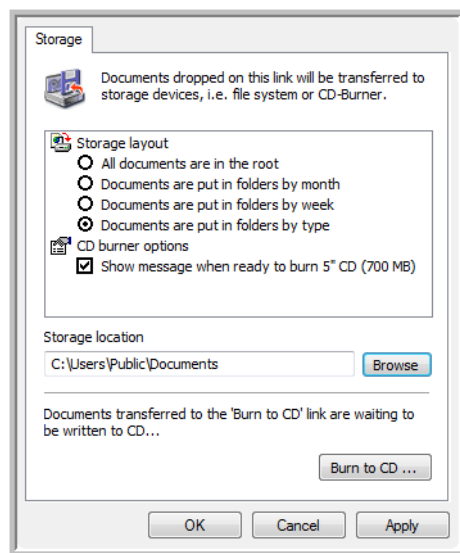 Storage
Documents dropped on this link will be transferred to
storage devices, i.e. file system or CD-Burner.
Storage layout
All documents are in the root
Documents are put in folders by month
Documents are put in folders by week
Documents are put in folders by type
CD burner options
Show message when ready to burn 5" CD (700 MB)
Storage location
C:\Users\Public\Documents
Browse
Documents transferred to the 'Burn to CD' link are waiting to
be written to CD...
Burn to CD ...
OK Cancel Apply